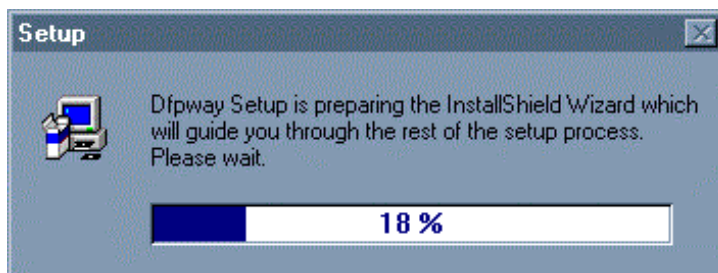 Setup
Dfpway Setup is preparing the InstallShield Wizard which
will guide you through the rest of the setup process.
Please wait.
18 %